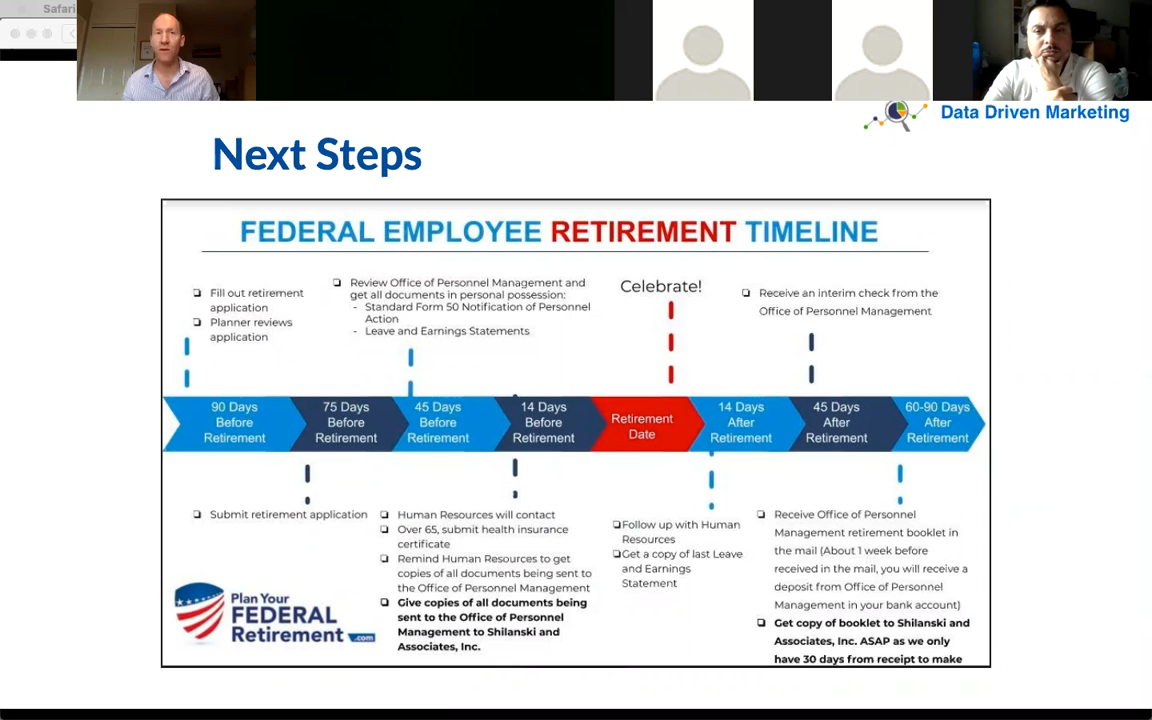 Safari
Data Driven Marketing
Next Steps
FEDERAL EMPLOYEE RETIREMENT TIMELINE
Fill out retirement
application
Planner reviews
application
Review Office of Personnel Management and
get all documents in personal possession:
- Standard Form 50 Notification of Personnel
Action
- Leave and Earnings Statements
Celebrate!
Receive an interim check from the
Office of Personnel Management
90 Days
Before
Retirement
75 Days
Before
Retirement
45 Days
Before
Retirement
14 Days
Before
Retirement
Retirement
Date
14 Days
After
Retirement
45 Days
After
Retirement
60-90 Days
After
Retirement
Submit retirement application
Human Resources will contact
Over 65, submit health insurance
certificate
Remind Human Resources to get
copies of all documents being sent to
the Office of Personnel Management
Give copies of all documents being
sent to the Office of Personnel
Management to Shilanski and
Associates, Inc.
Follow up with Human
Resources
Get a copy of last Leave
and Earnings
Statement
Receive Office of Personnel
Management retirement booklet in
the mail (About 1 week before
received in the mail, you will receive a
deposit from Office of Personnel
Management in your bank account)
Get copy of booklet to Shilanski and
Associates, Inc. ASAP as we only
have 30 days from receipt to make
Plan Your
FEDERAL
Retirement
.com